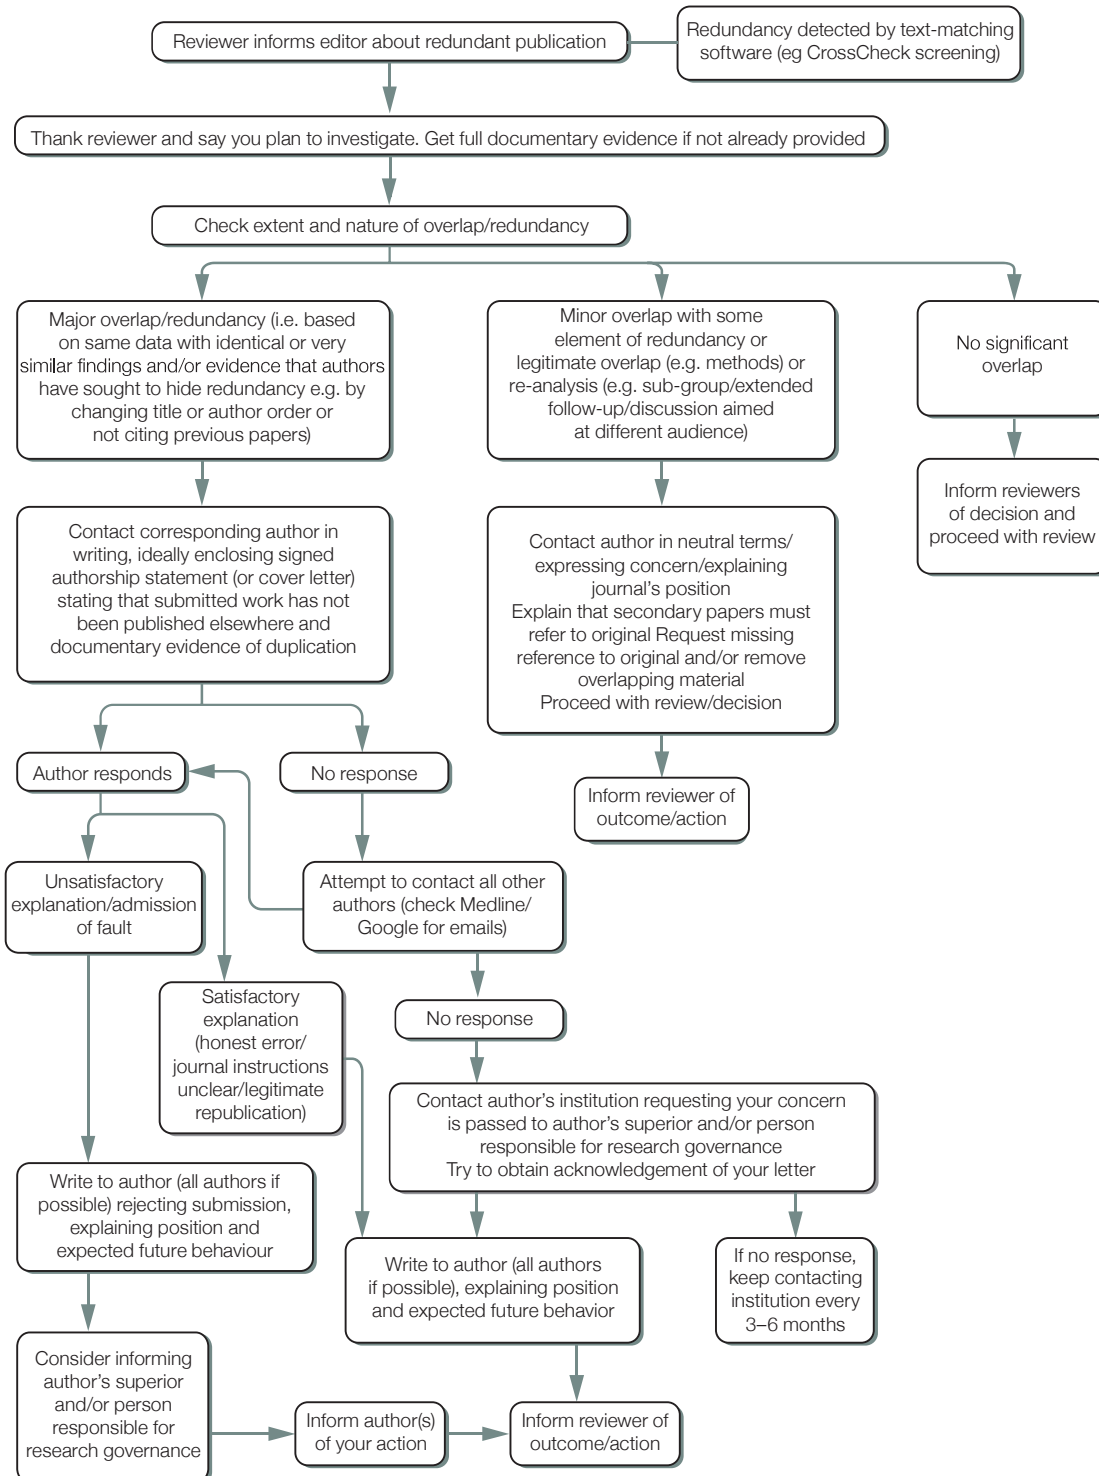 Reviewer informs editor about redundant publication
Redundancy detected by text-matching
software (eg CrossCheck screening)
Thank reviewer and say you plan to investigate. Get full documentary evidence if not already provided
Check extent and nature of overlap/redundancy
Major overlap/redundancy (i.e. based
on same data with identical or very
similar findings and/or evidence that authors
have sought to hide redundancy e.g. by
changing title or author order or
not citing previous papers)
Minor overlap with some
element of redundancy or
legitimate overlap (e.g. methods) or
re-analysis (e.g. sub-group/extended
follow-up/discussion aimed
at different audience)
No significant
overlap
Contact corresponding author in
writing, ideally enclosing signed
authorship statement (or cover letter)
stating that submitted work has not
been published elsewhere and
documentary evidence of duplication
Contact author in neutral terms/
expressing concern/explaining
journal's position
Explain that secondary papers must
refer to original Request missing
reference to original and/or remove
overlapping material
Proceed with review/decision
Inform reviewers
of decision and
proceed with review
Author responds
No response
Inform reviewer of
outcome/action
Unsatisfactory
explanation/admission
of fault
Attempt to contact all other
authors (check Medline/
Google for emails)
Satisfactory
explanation
(honest error/
journal instructions
unclear/legitimate
republication)
No response
Contact author's institution requesting your concern
is passed to author's superior and/or person
responsible for research governance
Try to obtain acknowledgement of your letter
Write to author (all authors if
possible) rejecting submission,
explaining position and
expected future behaviour
Write to author (all authors
if possible), explaining position
and expected future behavior
If no response,
keep contacting
institution every
3–6 months
Consider informing
author's superior
and/or person
responsible for
research governance
Inform author(s)
of your action
Inform reviewer of
outcome/action